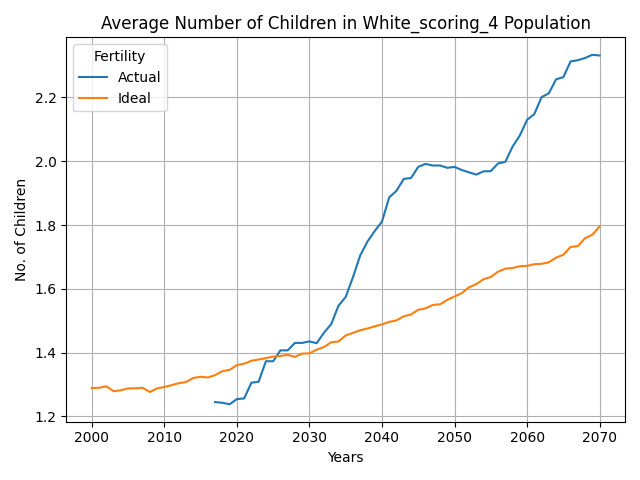 Average Number of Children in White_scoring_4 Population
Fertility
Actual
Ideal
No. of Children
2.2
2.0
1.8
1.6
1.4
1.2
2000 2010 2020 2030 2040 2050 2060 2070
Years